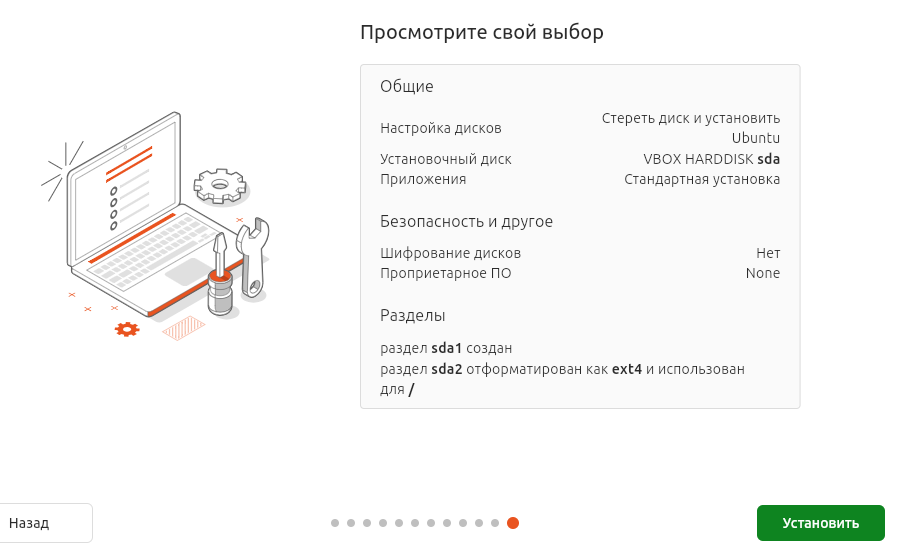 Просмотрите свой выбор
Общие
Настройка дисков
Стереть диск и установить
Ubuntu
Установочный диск
VBOX HARDDISK sda
Приложения
Стандартная установка
Безопасность и другое
Шифрование дисков
Нет
Проприетарное ПО
None
Разделы
раздел sda1 создан
раздел sda2 отформатирован как ext4 и использован
для /
Назад
Установить